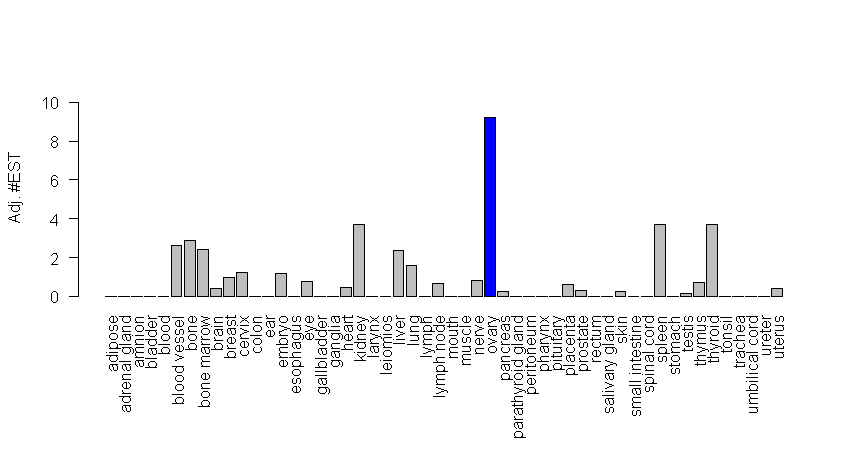 Adj. #EST
10
8
6
4
2
0
adipose
adrenal gland
amnion
bladder
blood
blood vessel
bone
bone marrow
brain
breast
cervix
colon
ear
embryo
esophagus
eye
gallbladder
ganglia
heart
kidney
larynx
leiomios
liver
lung
lymph
lymph node
mouth
muscle
nerve
ovary
pancreas
parathyroid gland
peritoneum
pharynx
pituitary
placenta
prostate
rectum
salivary gland
skin
small intestine
spinal cord
spleen
stomach
testis
thymus
thyroid
tonsil
trachea
umbilical cord
ureter
uterus